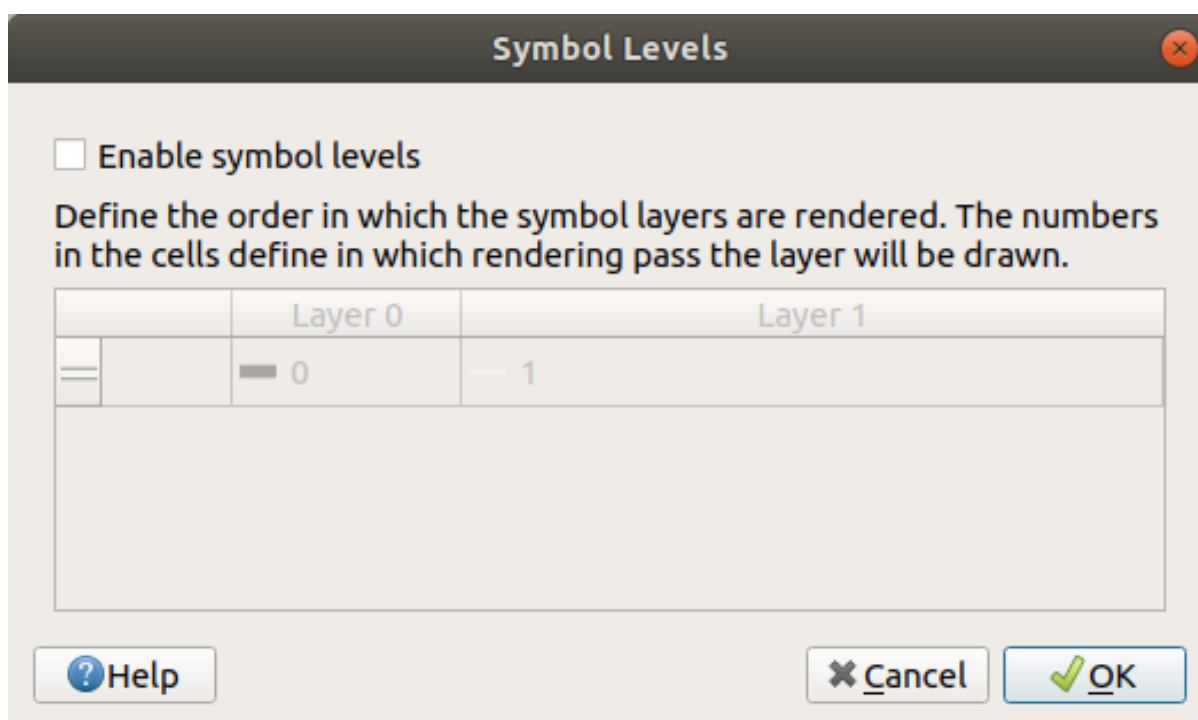 Symbol Levels
Enable symbol levels
Define the order in which the symbol layers are rendered. The numbers
in the cells define in which rendering pass the layer will be drawn.
Layer 0 Layer 1
0 1
Help Cancel OK